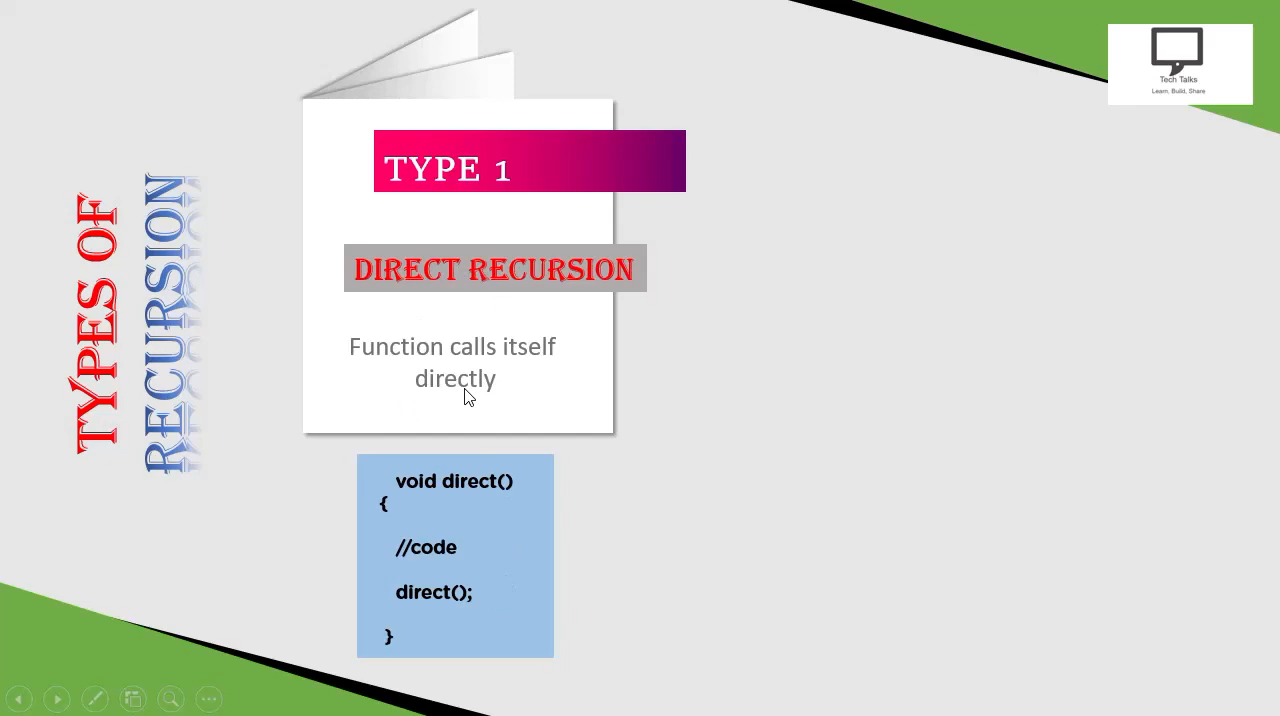 TYPES OF
RECURSION
TYPE 1
DIRECT RECURSION
Function calls itself
directly
void direct()
{
//code
direct();
}
Tech Talks
Learn, Build, Share